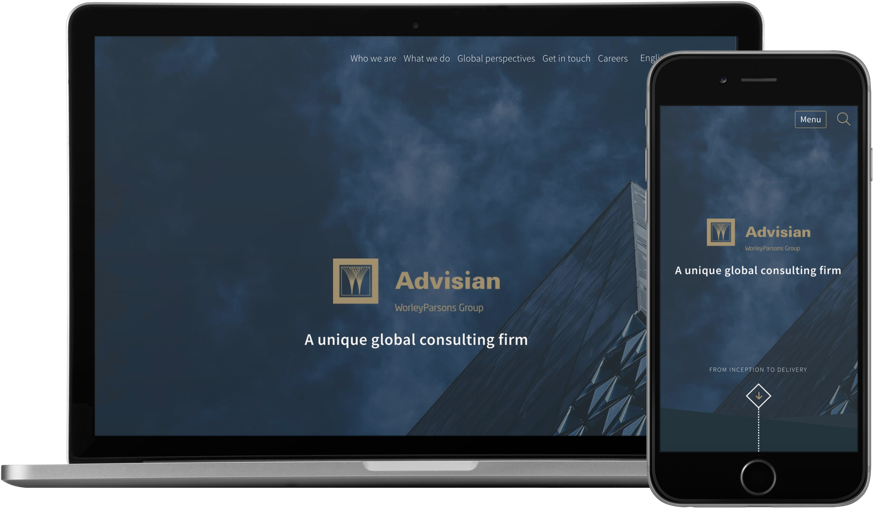 Who we are What we do Global perspectives Get in touch Careers
Advisian
WorleyParsons Group
A unique global consulting firm
Menu
Advisian
WorleyParsons Group
A unique global consulting firm
FROM INCEPTION TO DELIVERY